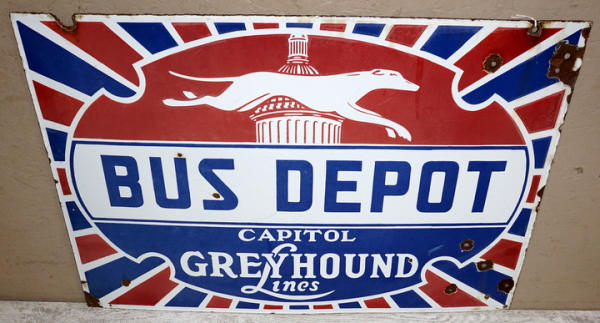 BUS DEPOT
CAPITOL
GREYHOUND
Lines